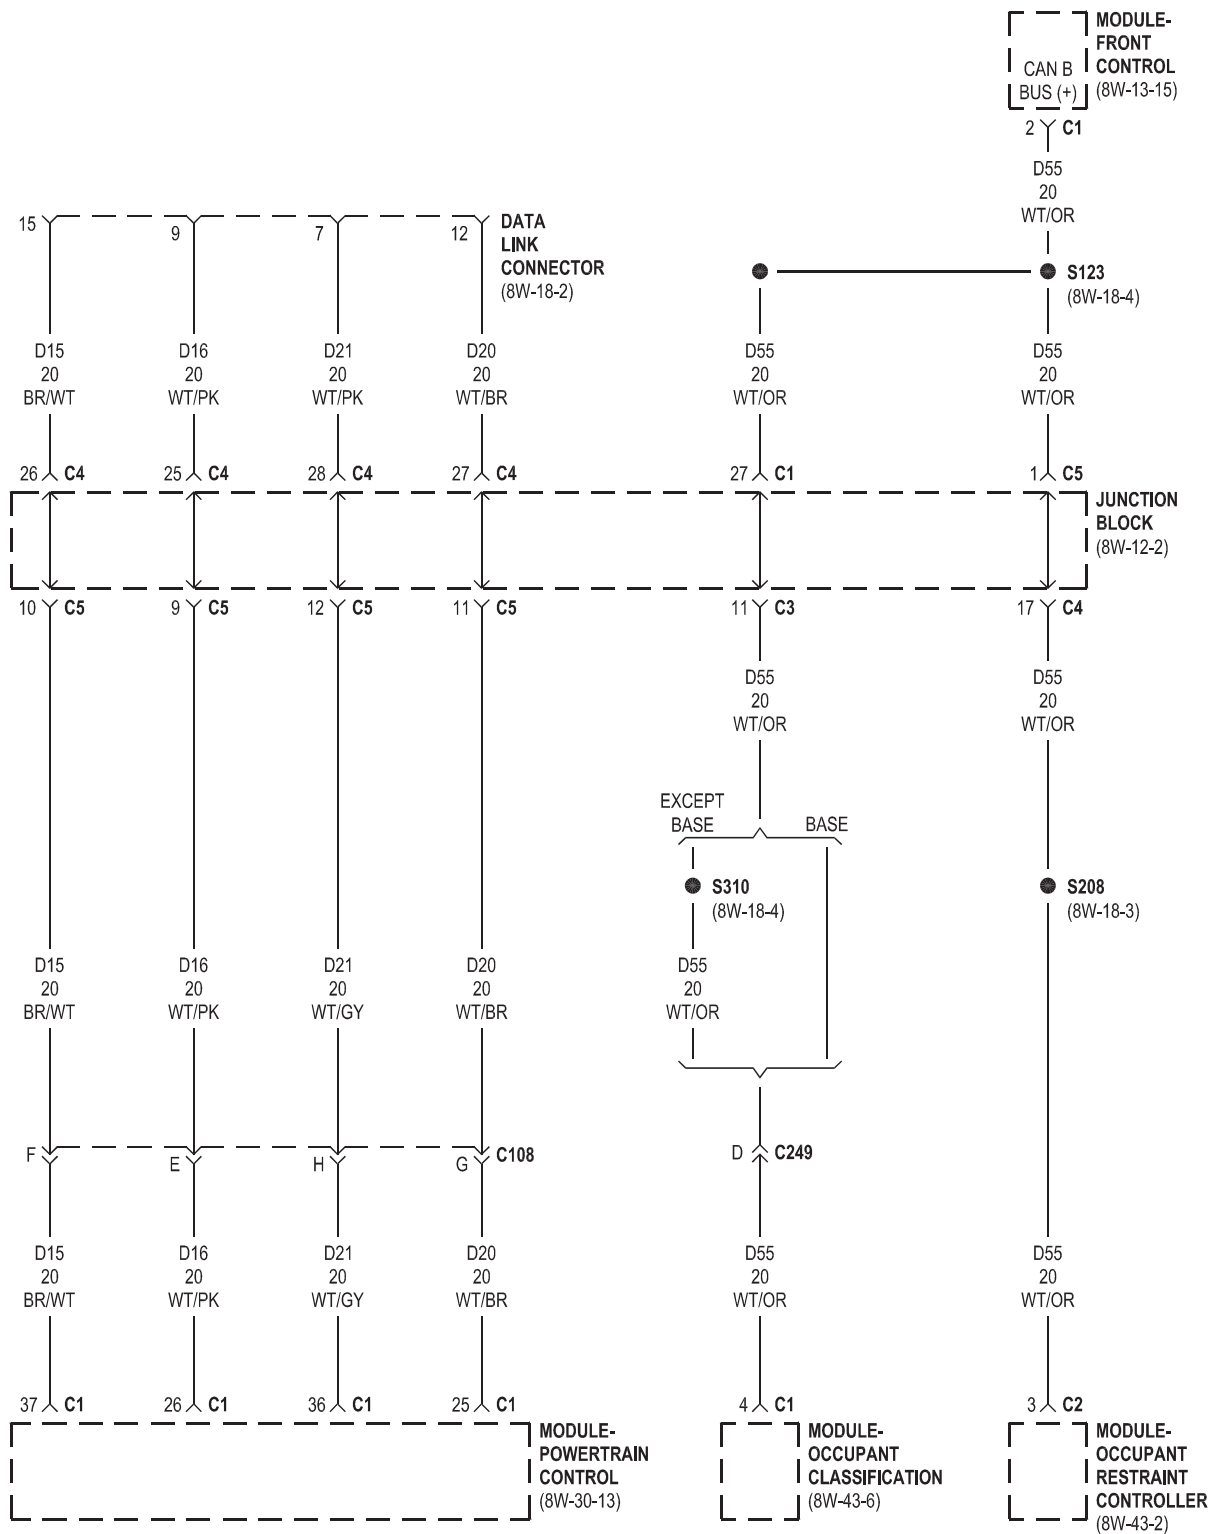 MODULE-
FRONT
CONTROL
(8W-13-15)
CAN B
BUS (+)
2 C1
D55
20
WT/OR
15 9 7 12
DATA
LINK
CONNECTOR
(8W-18-2)
S123
(8W-18-4)
D15 D16 D21 D20 D55 D55
20 20 20 20 20 20
BR/WT WT/PK WT/PK WT/BR WT/OR WT/OR
26 C4 25 C4 28 C4 27 C4 27 C1 1 C5
JUNCTION
BLOCK
(8W-12-2)
10 C5 9 C5 12 C5 11 C5 11 C3 17 C4
D55 D55
20 20
WT/OR WT/OR
EXCEPT
BASE BASE
S310 S208
(8W-18-4) (8W-18-3)
D15 D16 D21 D20 D55
20 20 20 20 20
BR/WT WT/PK WT/GY WT/BR WT/OR
F E H G C108 D C249
D15 D16 D21 D20 D55 D55
20 20 20 20 20 20
BR/WT WT/PK WT/GY WT/BR WT/OR WT/OR
37 C1 26 C1 36 C1 25 C1 4 C1 3 C2
MODULE-
POWERTRAIN
CONTROL
(8W-30-13)
MODULE-
OCCUPANT
CLASSIFICATION
(8W-43-6)
MODULE-
OCCUPANT
RESTRAINT
CONTROLLER
(8W-43-2)